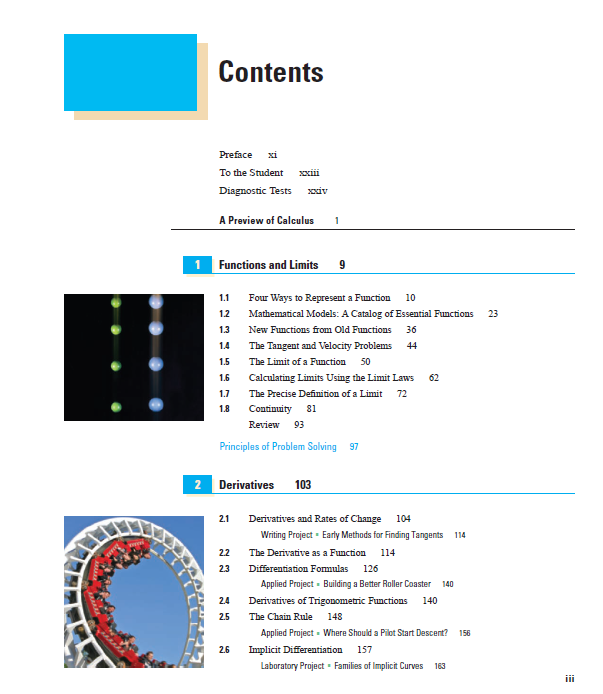 Contents
Preface xi
To the Student xxiii
Diagnostic Tests xxiv
A Preview of Calculus 1
1 Functions and Limits 9
1.1 Four Ways to Represent a Function 10
1.2 Mathematical Models: A Catalog of Essential Functions 23
1.3 New Functions from Old Functions 36
1.4 The Tangent and Velocity Problems 44
1.5 The Limit of a Function 50
1.6 Calculating Limits Using the Limit Laws 62
1.7 The Precise Definition of a Limit 72
1.8 Continuity 81
Review 93
Principles of Problem Solving 97
2 Derivatives 103
2.1 Derivatives and Rates of Change 104
Writing Project ▪ Early Methods for Finding Tangents 114
2.2 The Derivative as a Function 114
2.3 Differentiation Formulas 126
Applied Project ▪ Building a Better Roller Coaster 140
2.4 Derivatives of Trigonometric Functions 140
2.5 The Chain Rule 148
Applied Project ▪ Where Should a Pilot Start Descent? 156
2.6 Implicit Differentiation 157
Laboratory Project ▪ Families of Implicit Curves 163
iii